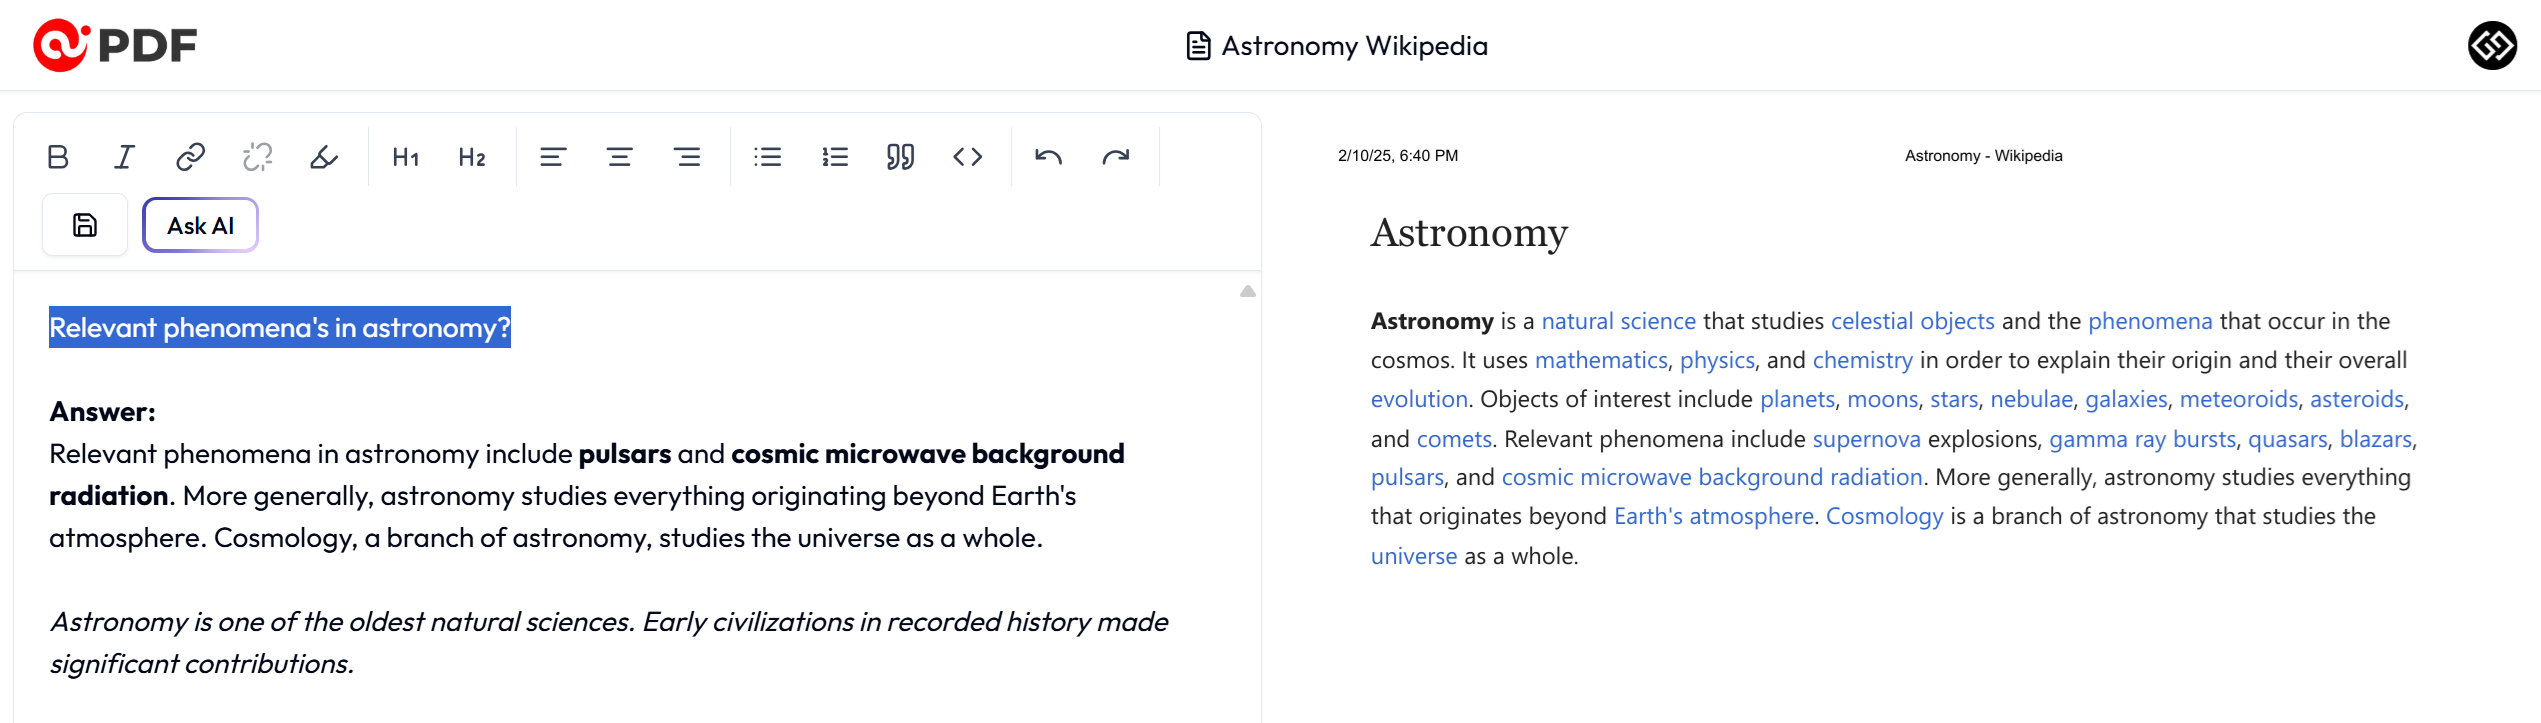 PDF
Astronomy Wikipedia
H1 H2
Ask AI
Relevant phenomena's in astronomy?
Answer:
Relevant phenomena in astronomy include pulsars and cosmic microwave background
radiation. More generally, astronomy studies everything originating beyond Earth's
atmosphere. Cosmology, a branch of astronomy, studies the universe as a whole.
Astronomy is one of the oldest natural sciences. Early civilizations in recorded history made
significant contributions.
2/10/25, 6:40 PM
Astronomy - Wikipedia
Astronomy
Astronomy is a natural science that studies celestial objects and the phenomena that occur in the
cosmos. It uses mathematics, physics, and chemistry in order to explain their origin and their overall
evolution. Objects of interest include planets, moons, stars, nebulae, galaxies, meteoroids, asteroids,
and comets. Relevant phenomena include supernova explosions, gamma ray bursts, quasars, blazars,
pulsars, and cosmic microwave background radiation. More generally, astronomy studies everything
that originates beyond Earth's atmosphere. Cosmology is a branch of astronomy that studies the
universe as a whole.